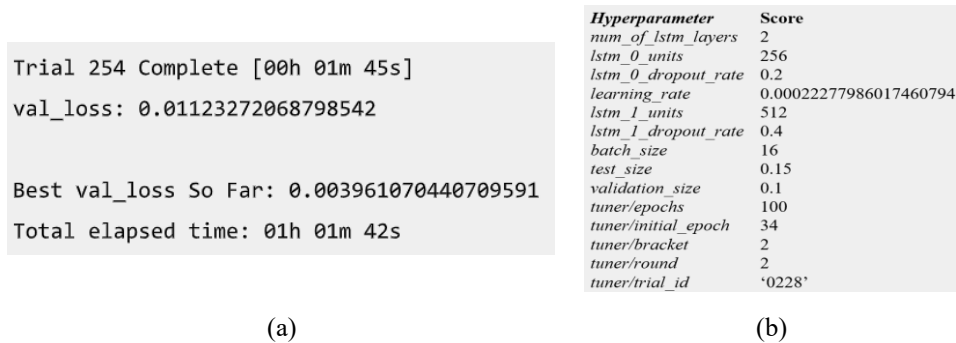 Trial 254 Complete [00h 01m 45s]
val_loss: 0.01123272068798542
Best val_loss So Far: 0.003961070440709591
Total elapsed time: 01h 01m 42s
(a)
Hyperparameter Score
num_of_lstm_layers 2
lstm_0_units 256
lstm_0_dropout_rate 0.2
learning_rate 0.00022277986017460794
lstm_1_units 512
lstm_1_dropout_rate 0.4
batch_size 16
test_size 0.15
validation_size 0.1
tuner/epochs 100
tuner/initial_epoch 34
tuner/bracket 2
tuner/round 2
tuner/trial_id ‘0228’
(b)